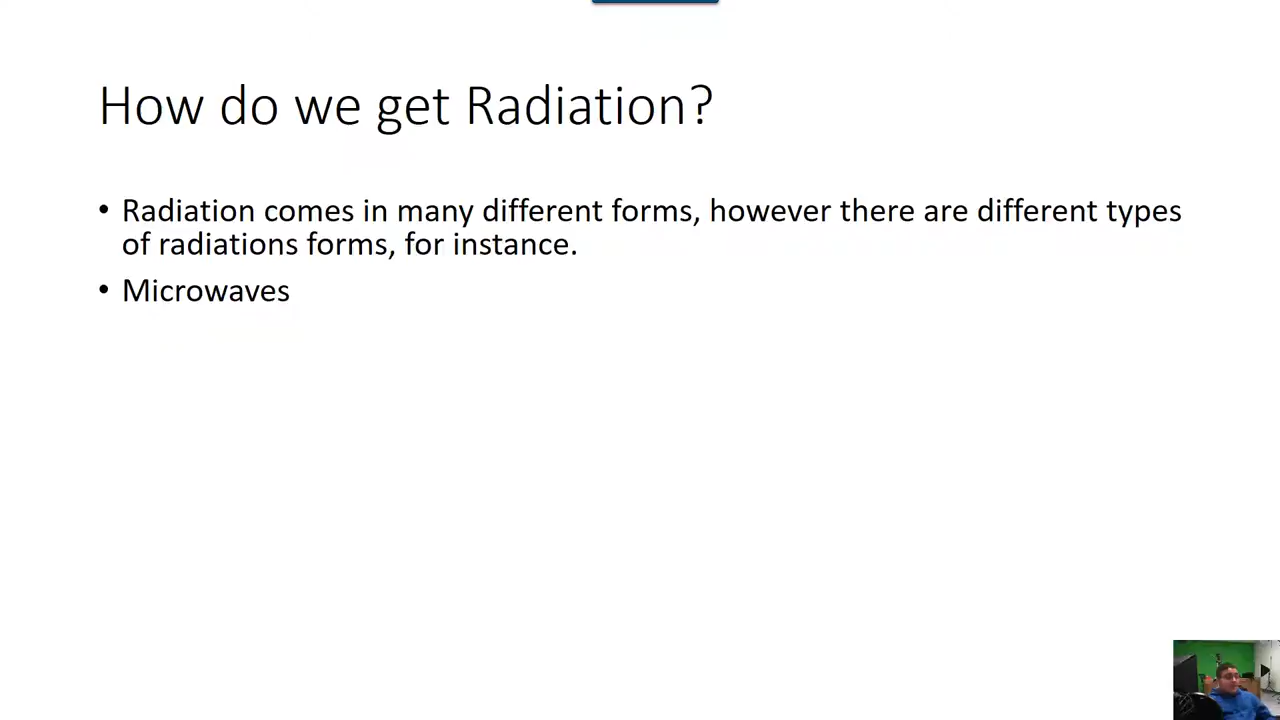 How do we get Radiation?
• Radiation comes in many different forms, however there are different types
of radiations forms, for instance.
• Microwaves